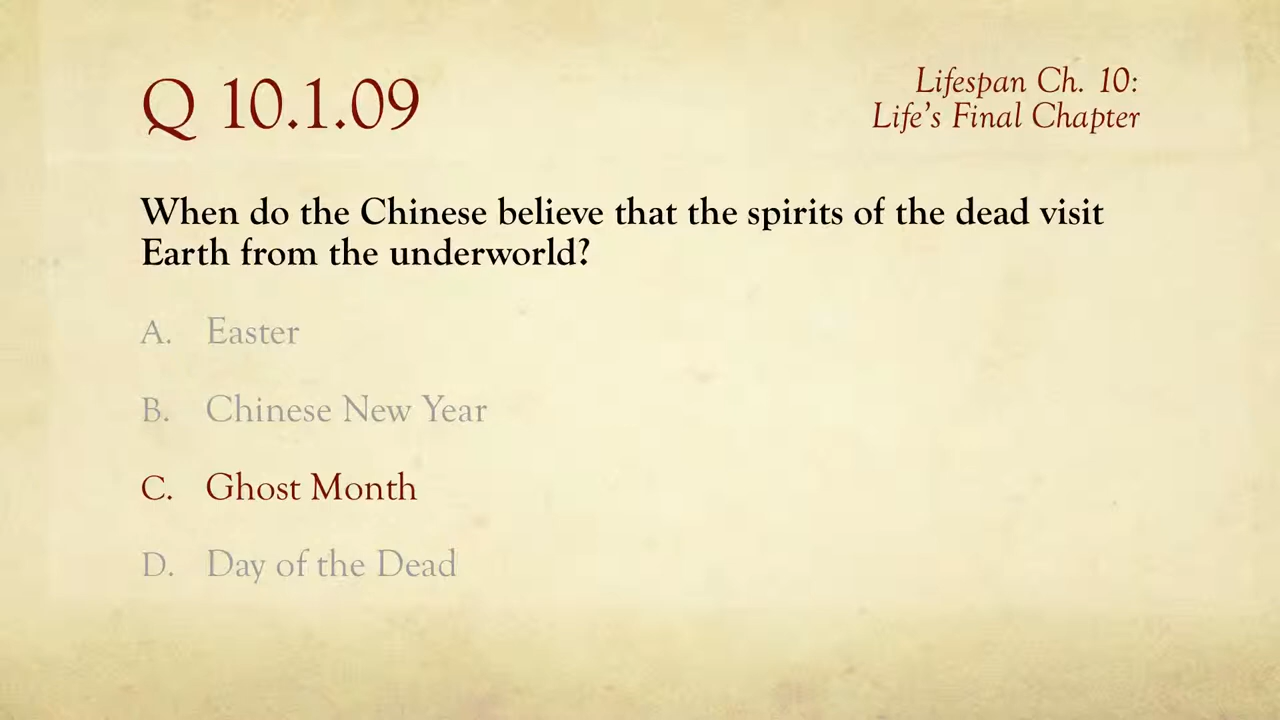 Q 10.1.09
Lifespan Ch. 10:
Life's Final Chapter
When do the Chinese believe that the spirits of the dead visit
Earth from the underworld?
A. Easter
B. Chinese New Year
C. Ghost Month
D. Day of the Dead